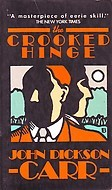 "A masterpiece of eerie skill."
THE NEW YORK TIMES
the
CROOKED
HINGE
JOHN DICKSON
CARR